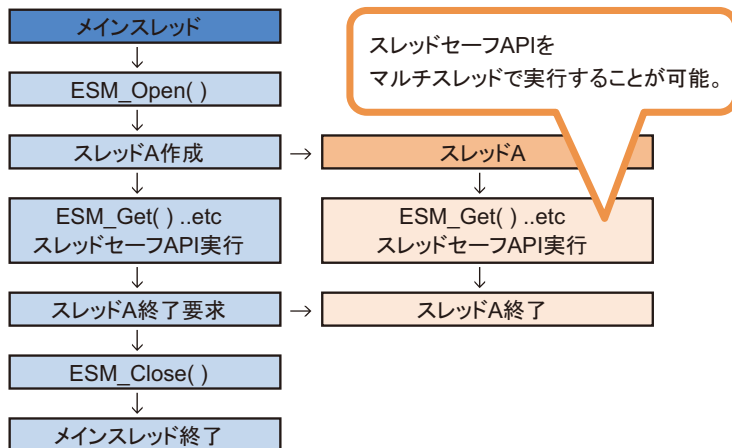 メインスレッド
ESM_Open( )
スレッドA作成
→
スレッドA
ESM_Get( ) ..etc
スレッドセーフAPI実行
ESM_Get( ) ..etc
スレッドセーフAPI実行
スレッドA終了要求
→
スレッドA終了
ESM_Close( )
メインスレッド終了
スレッドセーフAPIを
マルチスレッドで実行することが可能。